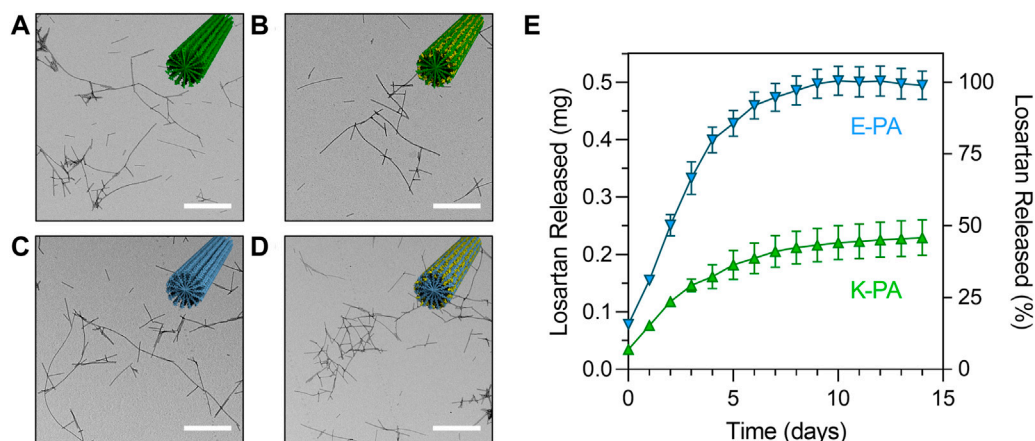 A
B
C
D
E
Losartan Released (mg)
0.5
0.4
0.3
0.2
0.1
0.0
E-PA
K-PA
100
75
50
25
0
Losartan Released (%)
0
5
10
15
Time (days)